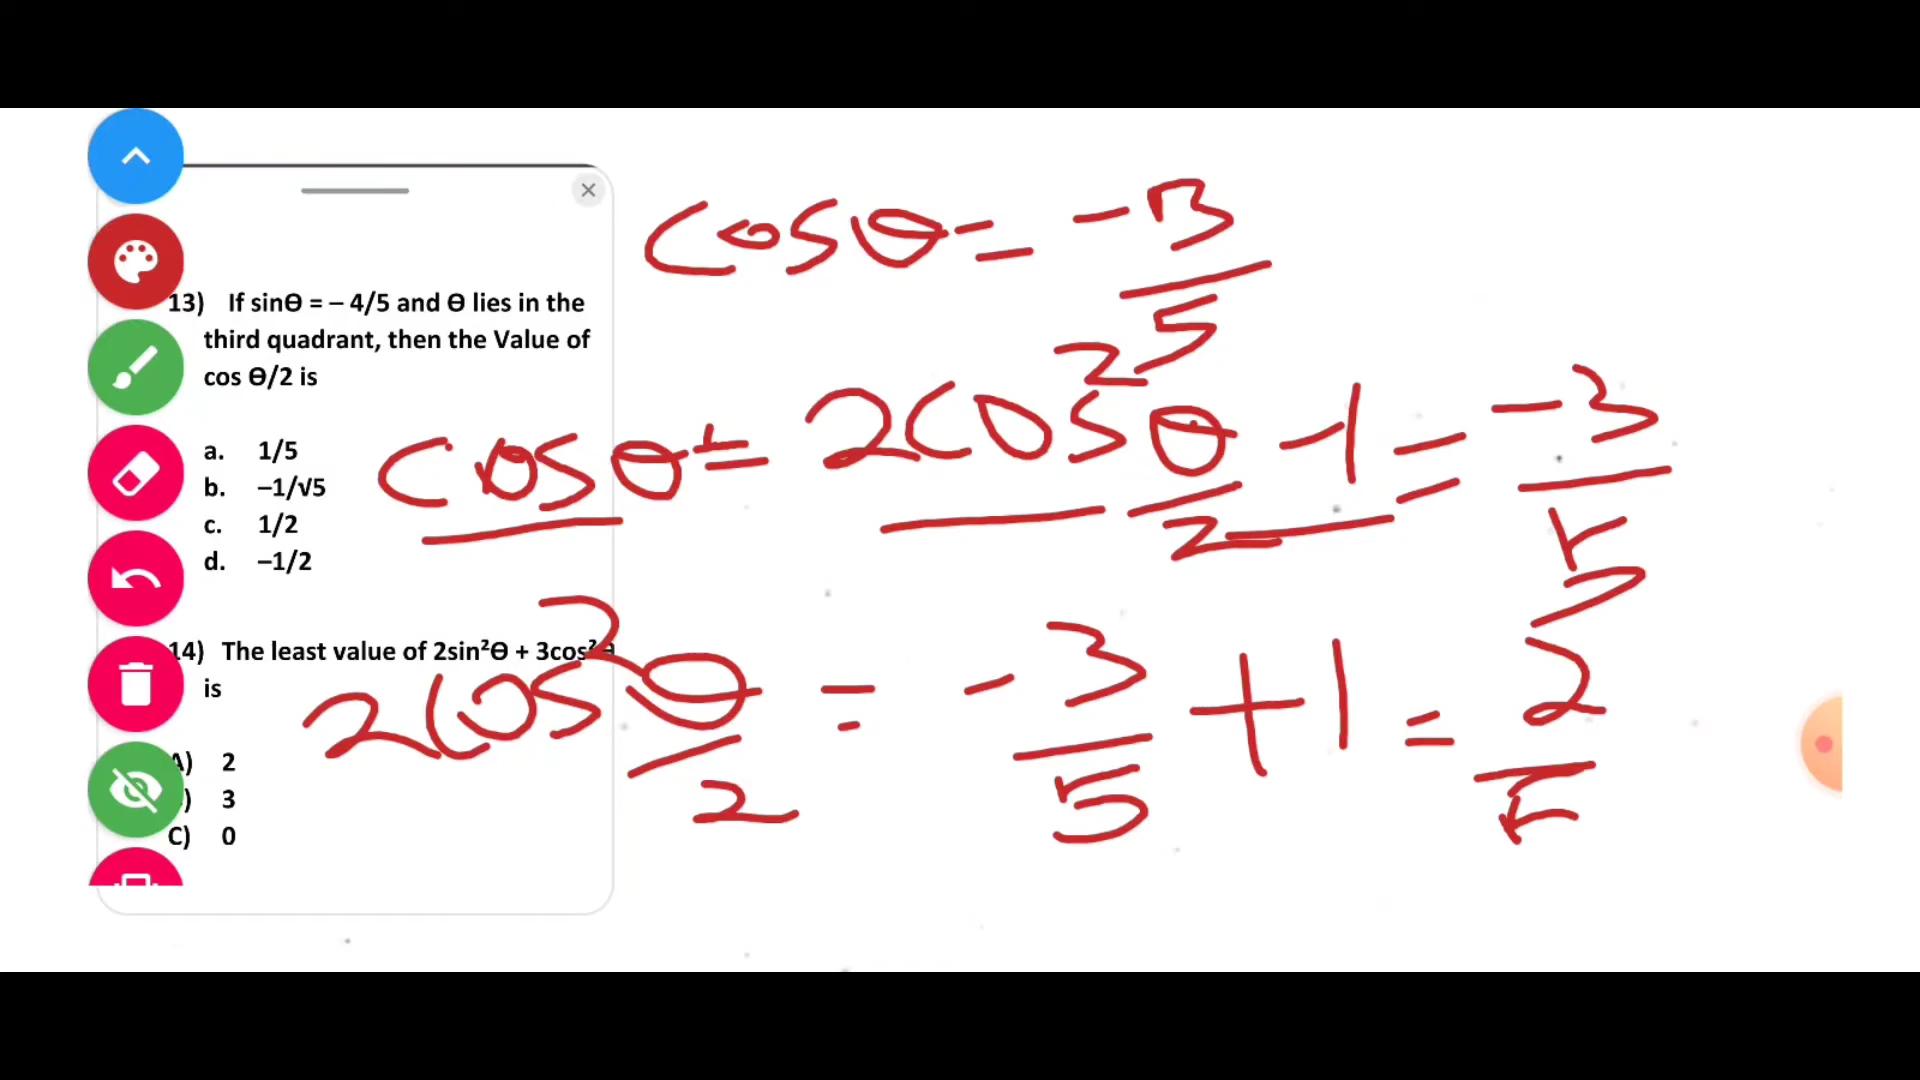 13) If sinϴ = – 4/5 and ϴ lies in the
third quadrant, then the Value of
cos ϴ/2 is
a. 1/5
b. –1/√5
c. 1/2
d. –1/2
14) The least value of 2sin²ϴ + 3cos²ϴ
is
A) 2
) 3
C) 0
cosθ = -3/5
cosθ = 2cos²θ/2 - 1 = -3/5
2cos²θ/2 = -3/5 + 1 = 2/5